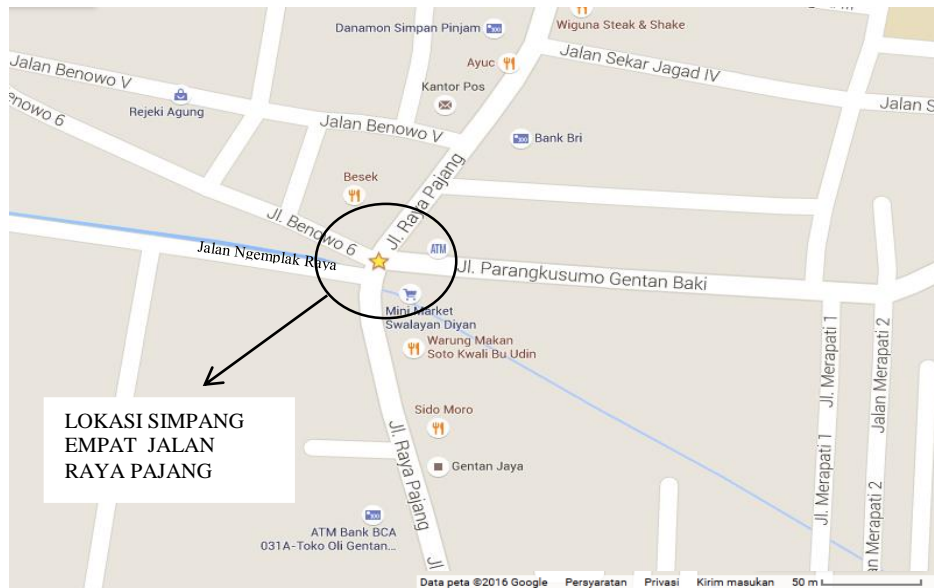 Danamon Simpan Pinjam
Wiguna Steak & Shake
Ayuc
Jalan Sekar Jagad IV
Jalan Benowo V
Rejeki Agung
Kantor Pos
Jalan S
enowo 6
Jalan Benowo V
Bank Bri
Besek
Jl. Raya Pajang
Jl. Benowo 6
ATM
Jalan Ngemplak Raya
Jl. Parangkusumo Gentan Baki
Mini Market
Swalayan Diyan
Warung Makan
Soto Kwali Bu Udin
Jl. Merapati 1
Jalan Merapati 2
LOKASI SIMPANG
EMPAT JALAN
RAYA PAJANG
Sido Moro
Jl. Raya Pajang
Gentan Jaya
Jl. Merapati 1
an Merapati 2
ATM Bank BCA
031A-Toko Oli Gentan...
Jl
Data peta ©2016 Google Persyaratan Privasi Kirim masukan 50 m